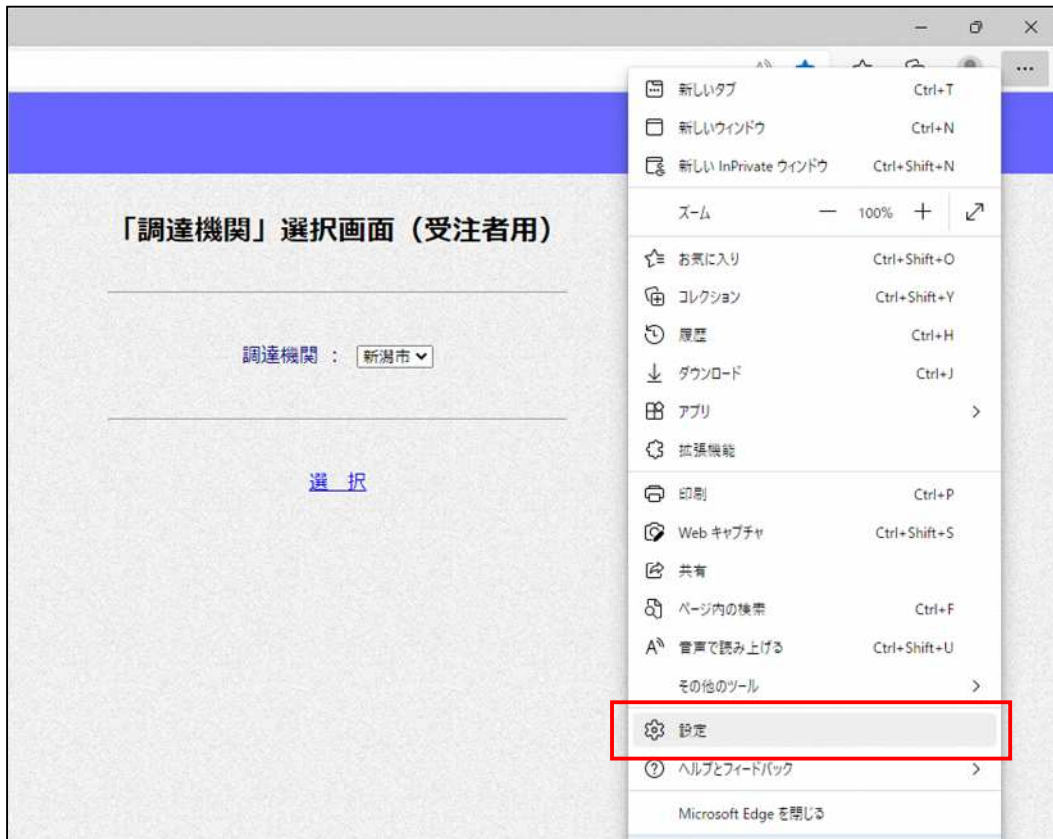 新しいタブ Ctrl+T
新しいウィンドウ Ctrl+N
新しい InPrivate ウィンドウ Ctrl+Shift+N
ズーム — 100% +
お気に入り Ctrl+Shift+O
コレクション Ctrl+Shift+Y
履歴 Ctrl+H
ダウンロード Ctrl+J
アプリ
拡張機能
印刷 Ctrl+P
Web キャプチャ Ctrl+Shift+S
共有
ページ内の検索 Ctrl+F
音声で読み上げる Ctrl+Shift+U
その他のツール
設定
ヘルプとフィードバック
Microsoft Edge を閉じる
「調達機関」選択画面（受注者用）
調達機関 ： 新潟市
選　択